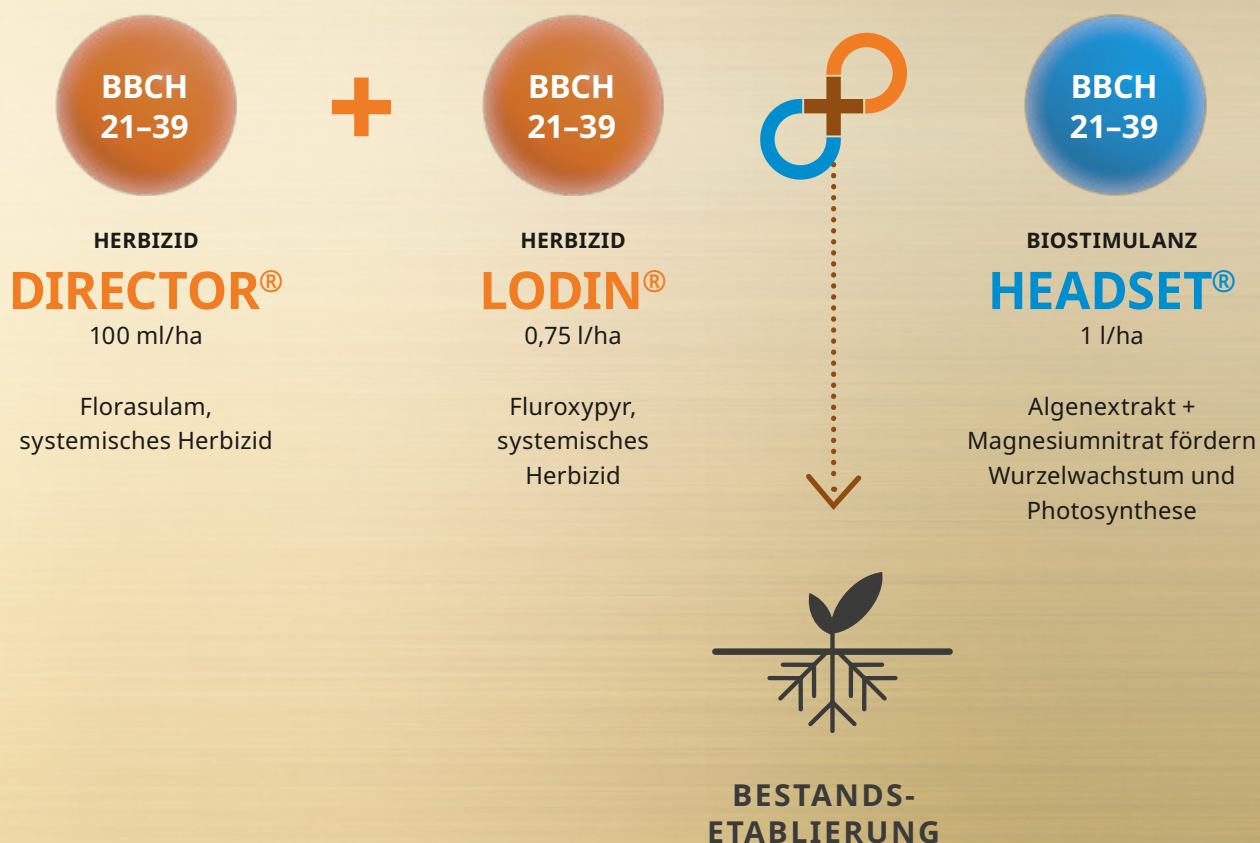 BBCH
21–39
HERBIZID
DIRECTOR®
100 ml/ha
Florasulam,
systemisches Herbizid
BBCH
21–39
HERBIZID
LODIN®
0,75 l/ha
Fluroxypyr,
systemisches
Herbizid
BBCH
21–39
BIOSTIMULANZ
HEADSET®
1 l/ha
Algenextrakt +
Magnesiumnitrat fördern
Wurzelwachstum und
Photosynthese
BESTANDS-
ETABLIERUNG